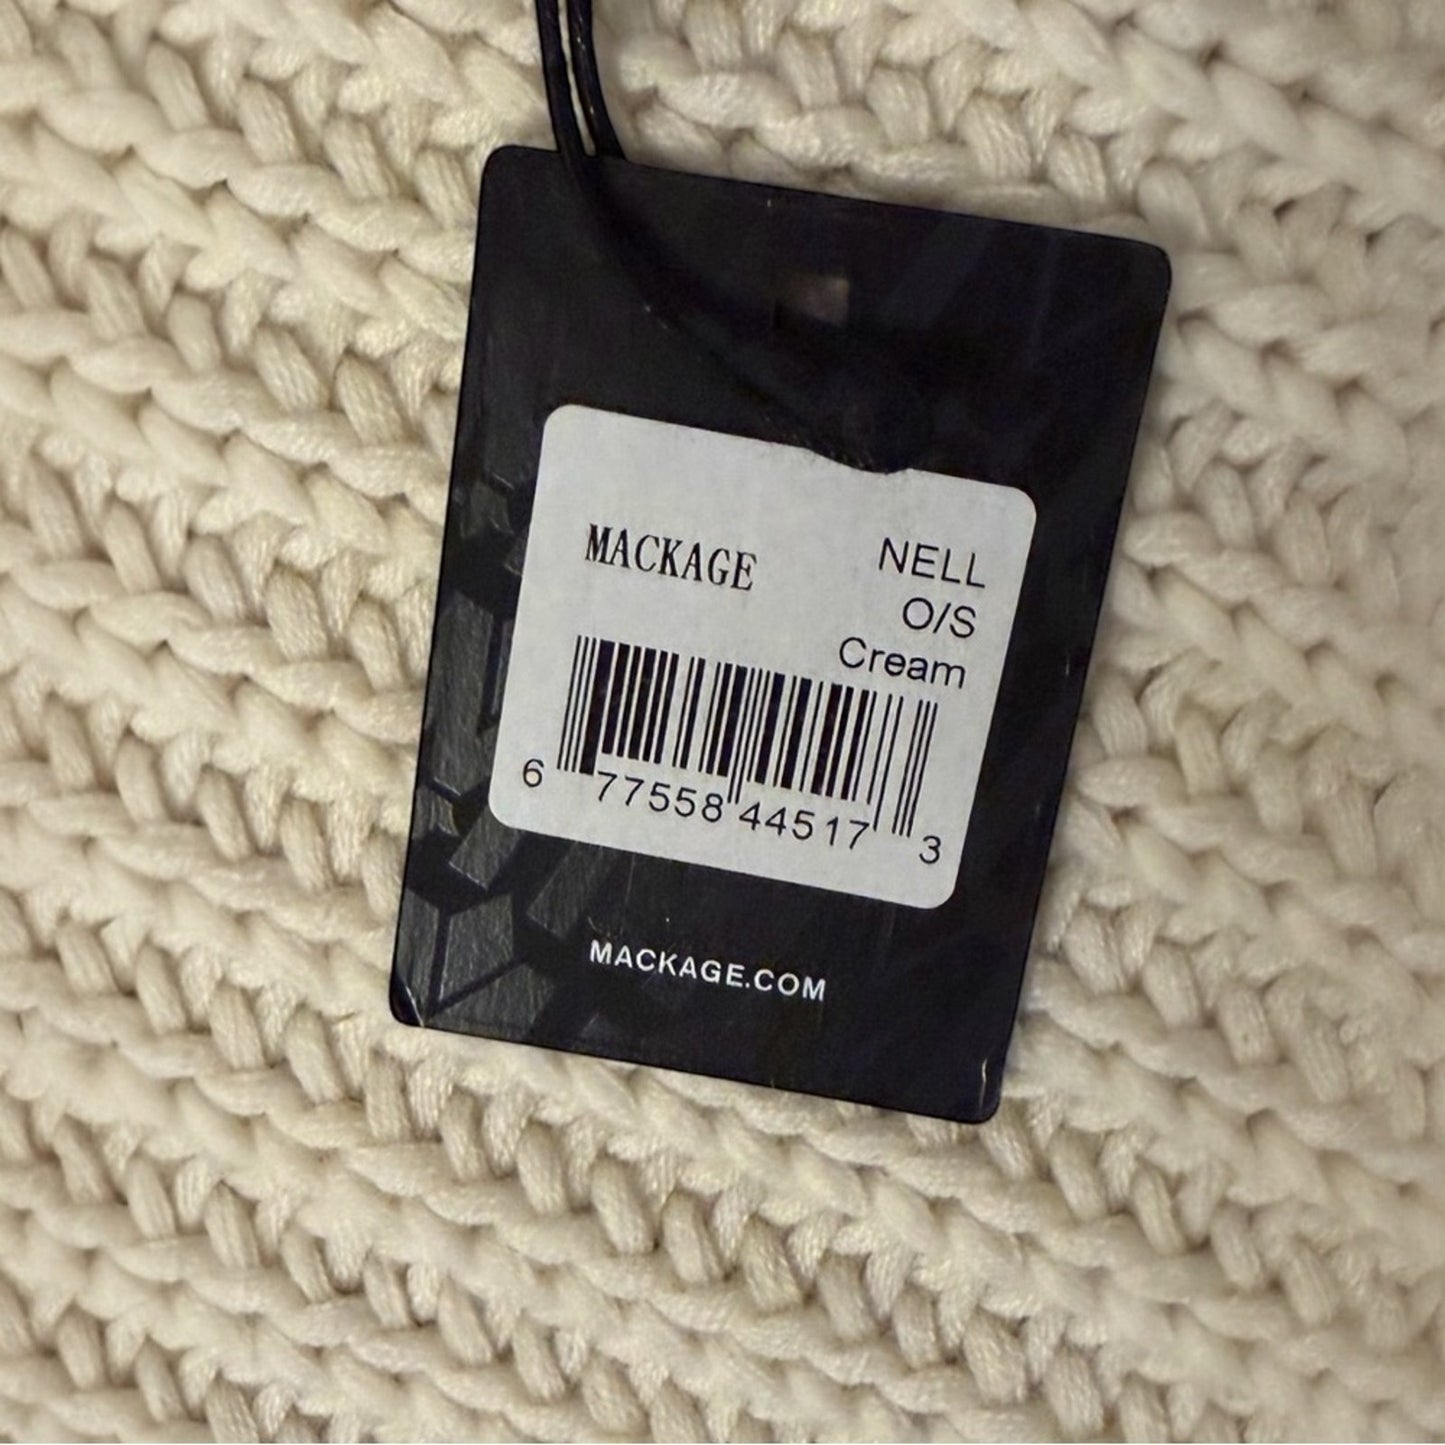 MACKAGE
NELL
O/S
Cream
6 77558 44517 3
MACKAGE.COM